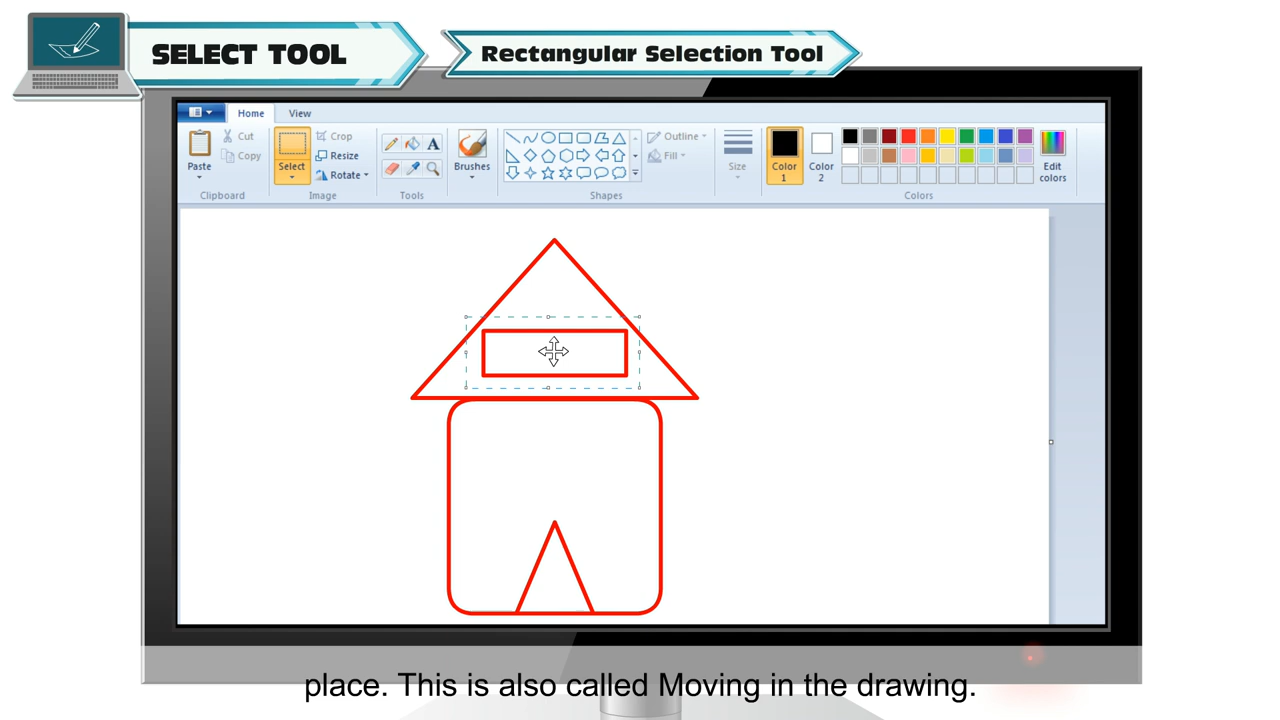 SELECT TOOL
Rectangular Selection Tool
Home View
Paste
Cut
Copy
Clipboard
Select
Crop
Resize
Rotate
Image
A
Tools
Brushes
Shapes
Outline
Fill
Size
Color 1
Color 2
Edit colors
Colors
place. This is also called Moving in the drawing.